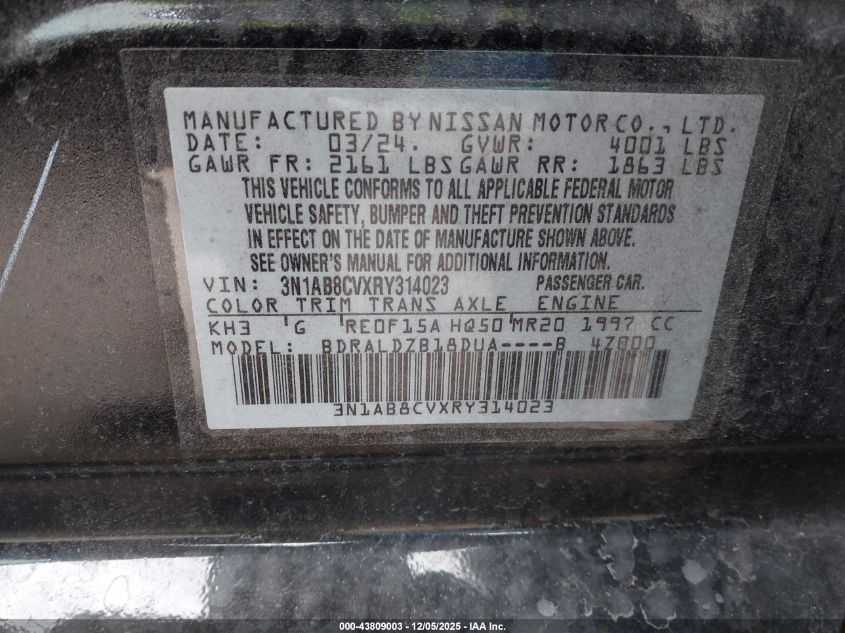 MANUFACTURED BY NISSAN MOTOR CO., LTD.
DATE: 03/24. GVWR: 4001 LBS
GAWR FR: 2161 LBS GAWR RR: 1863 LBS
THIS VEHICLE CONFORMS TO ALL APPLICABLE FEDERAL MOTOR
VEHICLE SAFETY, BUMPER AND THEFT PREVENTION STANDARDS
IN EFFECT ON THE DATE OF MANUFACTURE SHOWN ABOVE.
SEE OWNER'S MANUAL FOR ADDITIONAL INFORMATION.
VIN: 3N1AB8CVXRY314023 PASSENGER CAR.
COLOR TRIM TRANS AXLE ENGINE
KH3 G RE0F15A HQ50 MR20 1997 CC
MODEL: BDRALDZB18DUA----B 4Z000
3N1AB8CVXRY314023
000-43809003 - 12/05/2025 - IAA Inc.